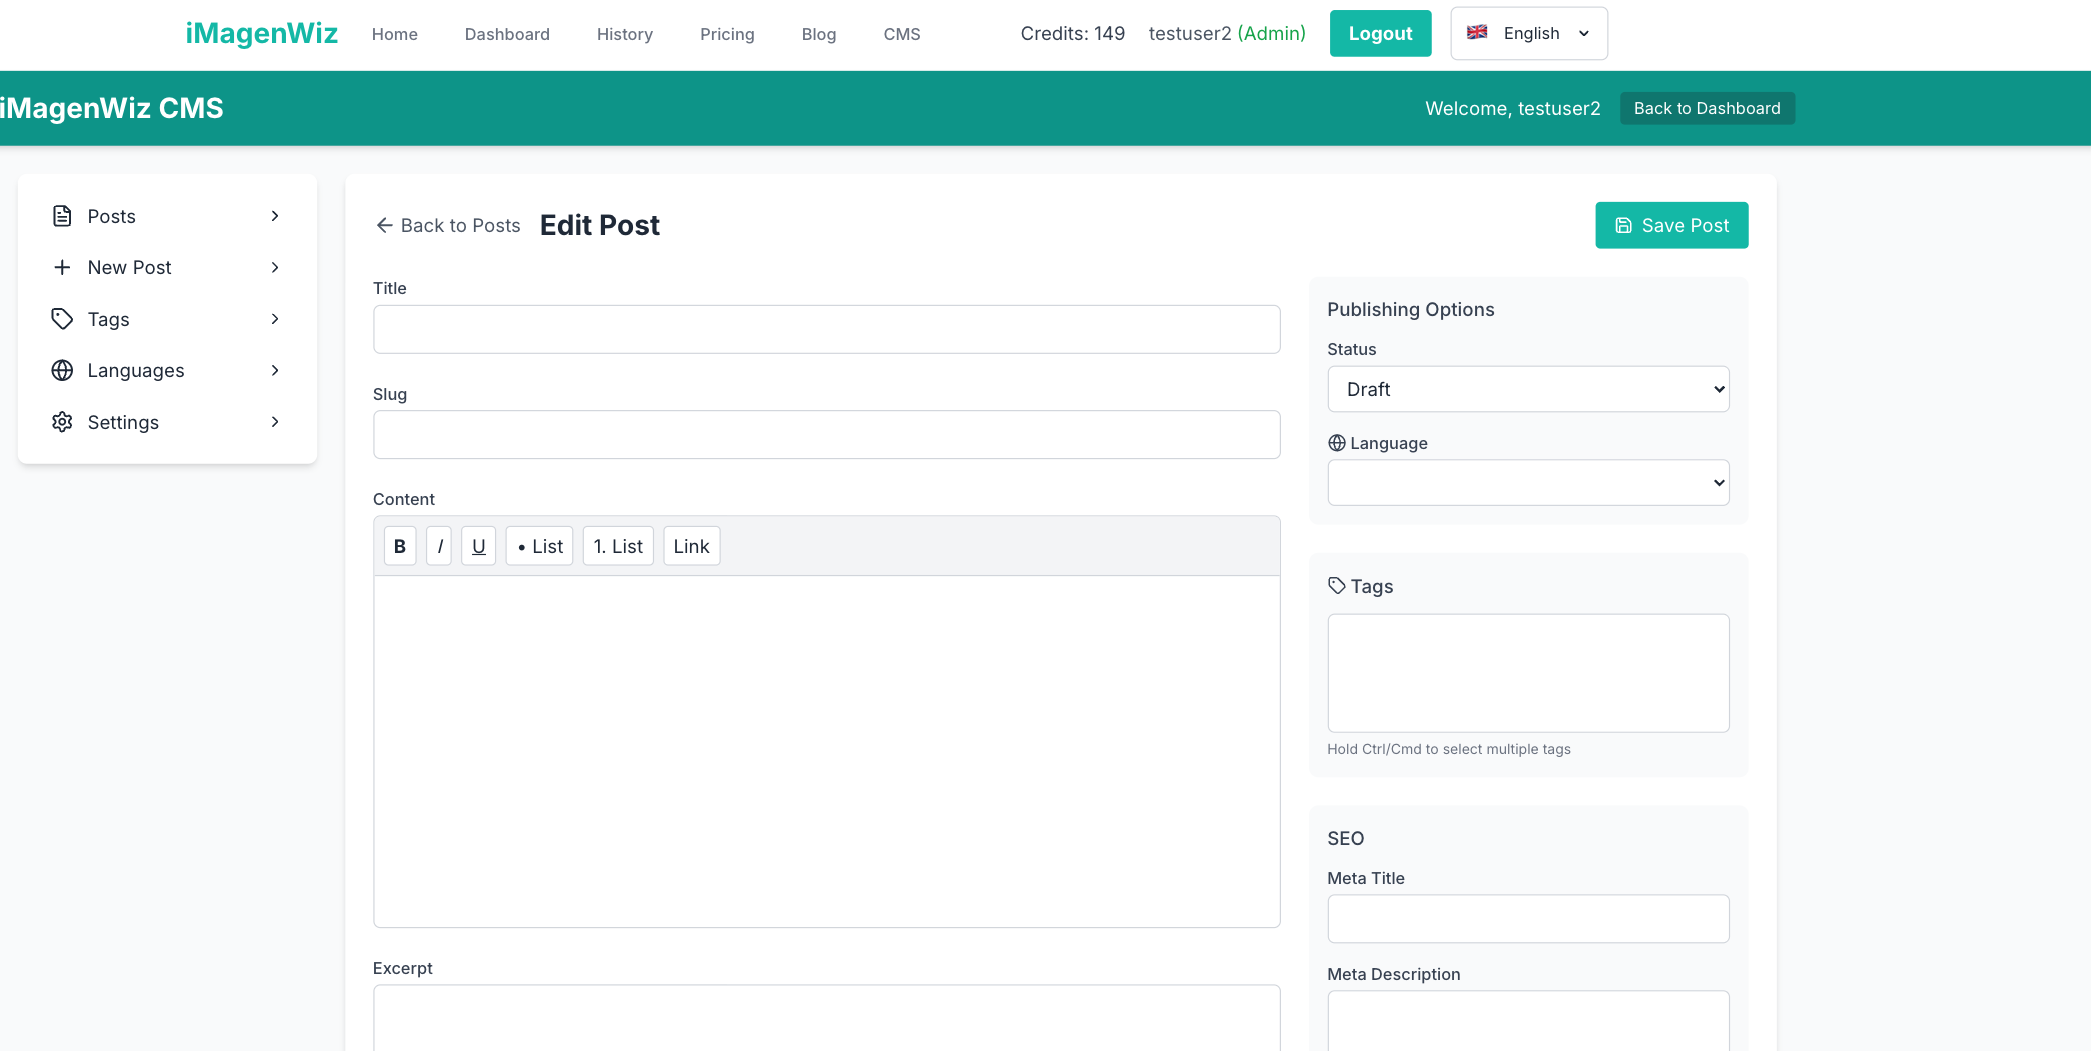 iMagenWiz Home Dashboard History Pricing Blog CMS Credits: 149 testuser2 (Admin) Logout English
iMagenWiz CMS Welcome, testuser2 Back to Dashboard
Posts
New Post
Tags
Languages
Settings
Back to Posts Edit Post Save Post
Title
Slug
Content
B I U • List 1. List Link
Excerpt
Publishing Options
Status
Draft
Language
Tags
Hold Ctrl/Cmd to select multiple tags
SEO
Meta Title
Meta Description